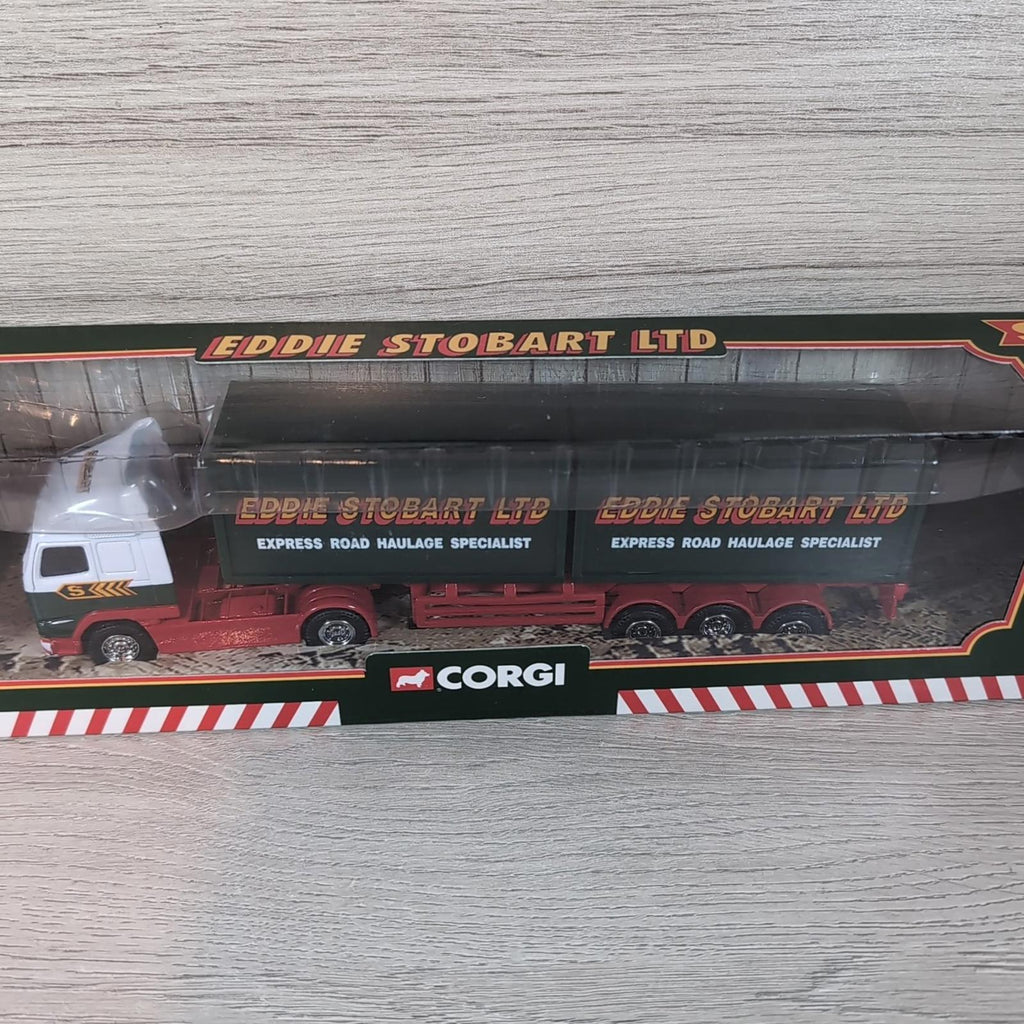 EDDIE STOBART LTD
S
EDDIE STOBART LTD
EDDIE STOBART LTD
EXPRESS ROAD HAULAGE SPECIALIST
EXPRESS ROAD HAULAGE SPECIALIST
S
CORGI